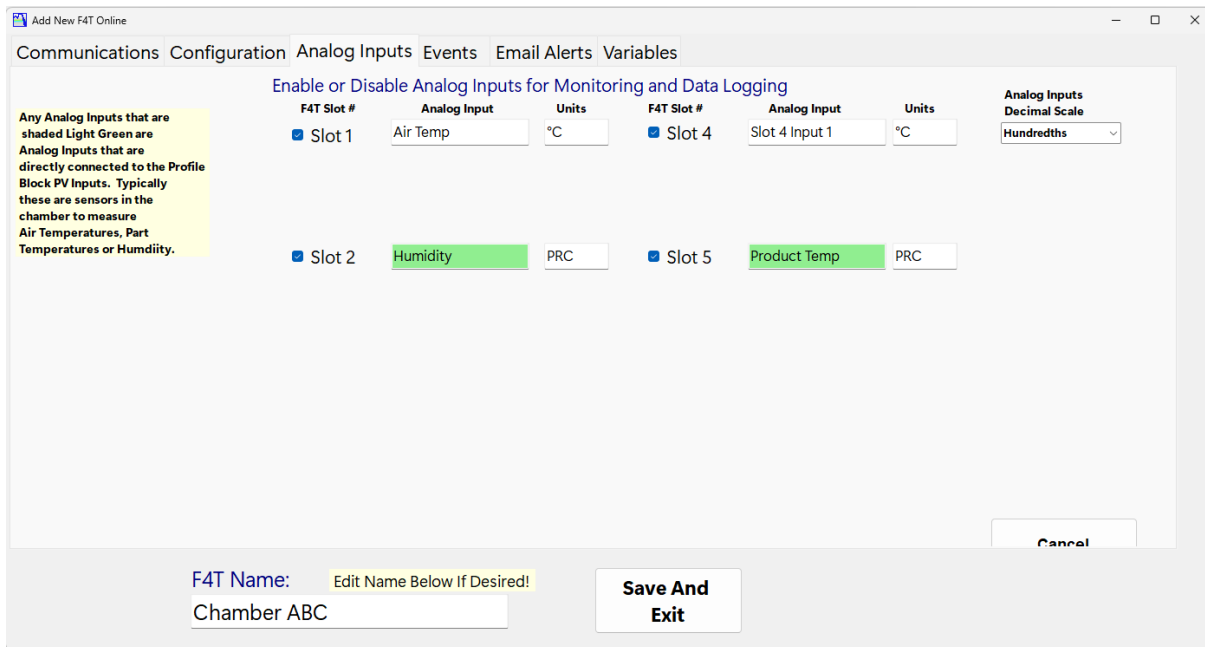 Add New F4T Online
Communications Configuration Analog Inputs Events Email Alerts Variables
Enable or Disable Analog Inputs for Monitoring and Data Logging
Any Analog Inputs that are
shaded Light Green are
Analog Inputs that are
directly connected to the Profile
Block PV Inputs. Typically
these are sensors in the
chamber to measure
Air Temperatures, Part
Temperatures or Humdiity.
F4T Slot # Analog Input Units F4T Slot # Analog Input Units
Slot 1 Air Temp °C Slot 4 Slot 4 Input 1 °C
Analog Inputs
Decimal Scale
Hundredths
Slot 2 Humidity PRC Slot 5 Product Temp PRC
Cancel
F4T Name: Edit Name Below If Desired!
Chamber ABC
Save And
Exit